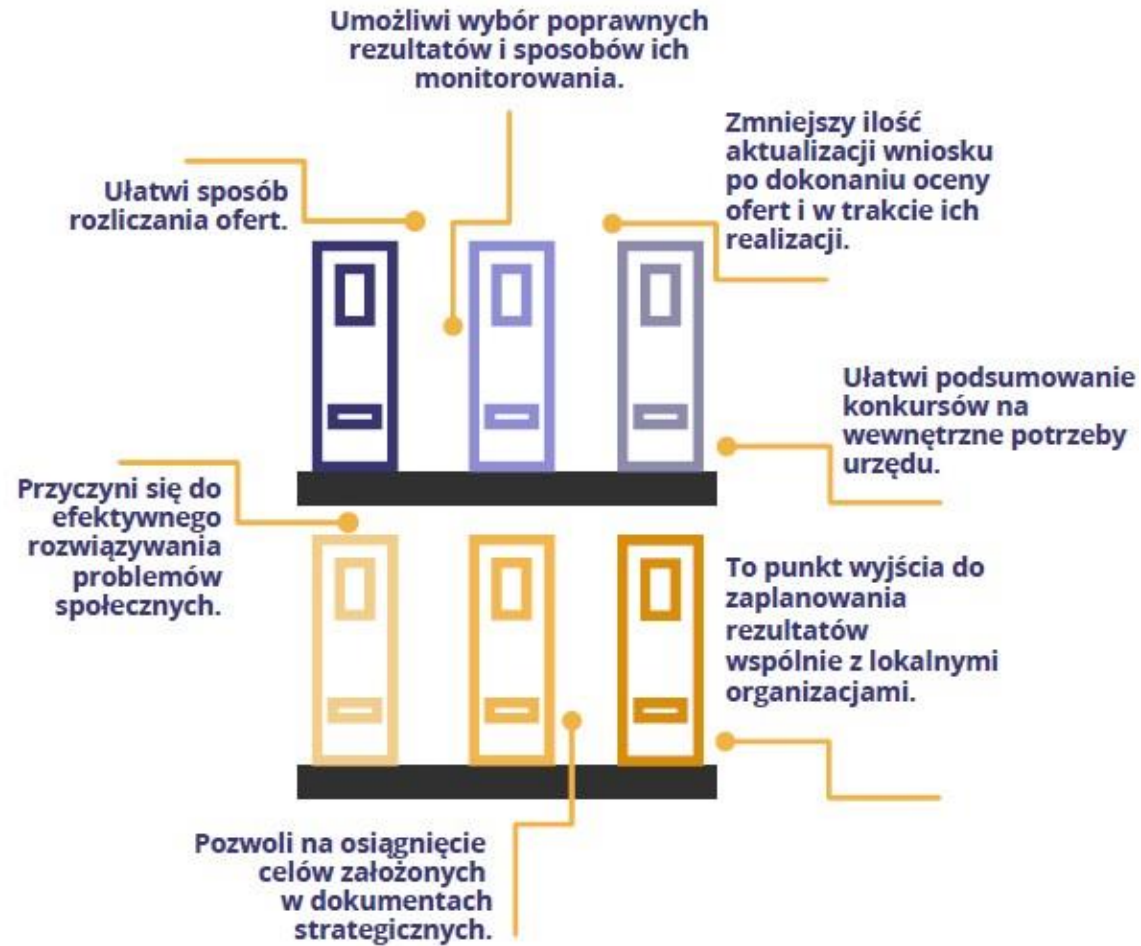 Umożliwi wybór poprawnych
rezultatów i sposobów ich
monitorowania.
Ułatwi sposób
rozliczania ofert.
Zmniejszy ilość
aktualizacji wniosku
po dokonaniu oceny
ofert i w trakcie ich
realizacji.
Ułatwi podsumowanie
konkursów na
wewnętrzne potrzeby
urzędu.
Przyczyni się do
efektywnego
rozwiązywania
problemów
społecznych.
To punkt wyjścia do
zaplanowania
rezultatów
wspólnie z lokalnymi
organizacjami.
Pozwoli na osiągnięcie
celów założonych
w dokumentach
strategicznych.